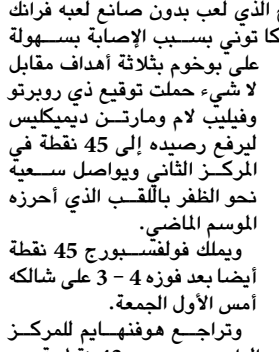 الذي لعب بدون صانع لعبه فرانك
توني بسبب الإصابة بسهولة
على بوخوم بثلاثة أهداف مقابل
لا شيء حملت توقيع ذي روبرتو
وفيليب لام ومارتن ديميكليس
ليرفع رصيده إلى 45 نقطة في
المركز الثاني ويواصل سعيه
نحو الظفر باللقب الذي أحرزه
الموسم الماضي.
ويملك فولفسبورج 45 نقطة
أيضا بعد فوزه 4 – 3 على شالكه
أمس الأول الجمعة.
وتراجع هوفنهايم للمركز